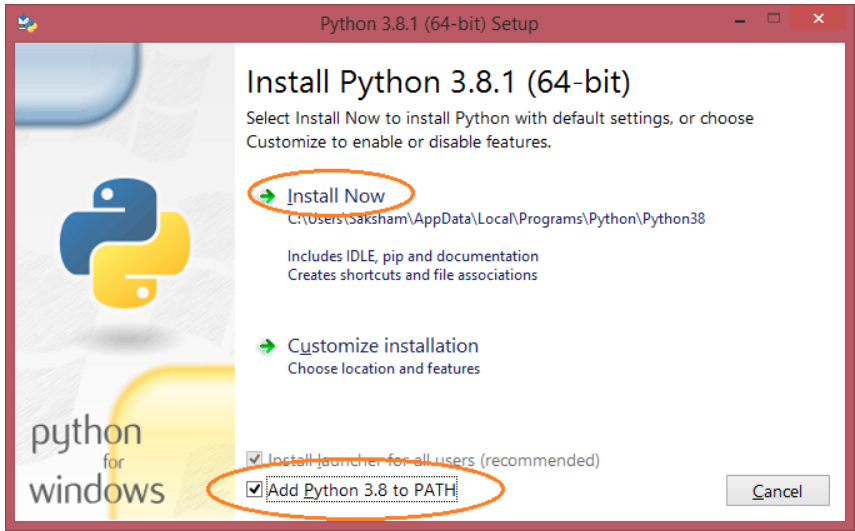 Python 3.8.1 (64-bit) Setup
Install Python 3.8.1 (64-bit)
Select Install Now to install Python with default settings, or choose
Customize to enable or disable features.
Install Now
C:\Users\Saksham\AppData\Local\Programs\Python\Python38
Includes IDLE, pip and documentation
Creates shortcuts and file associations
Customize installation
Choose location and features
python
for
windows
Install launcher for all users (recommended)
Add Python 3.8 to PATH
Cancel